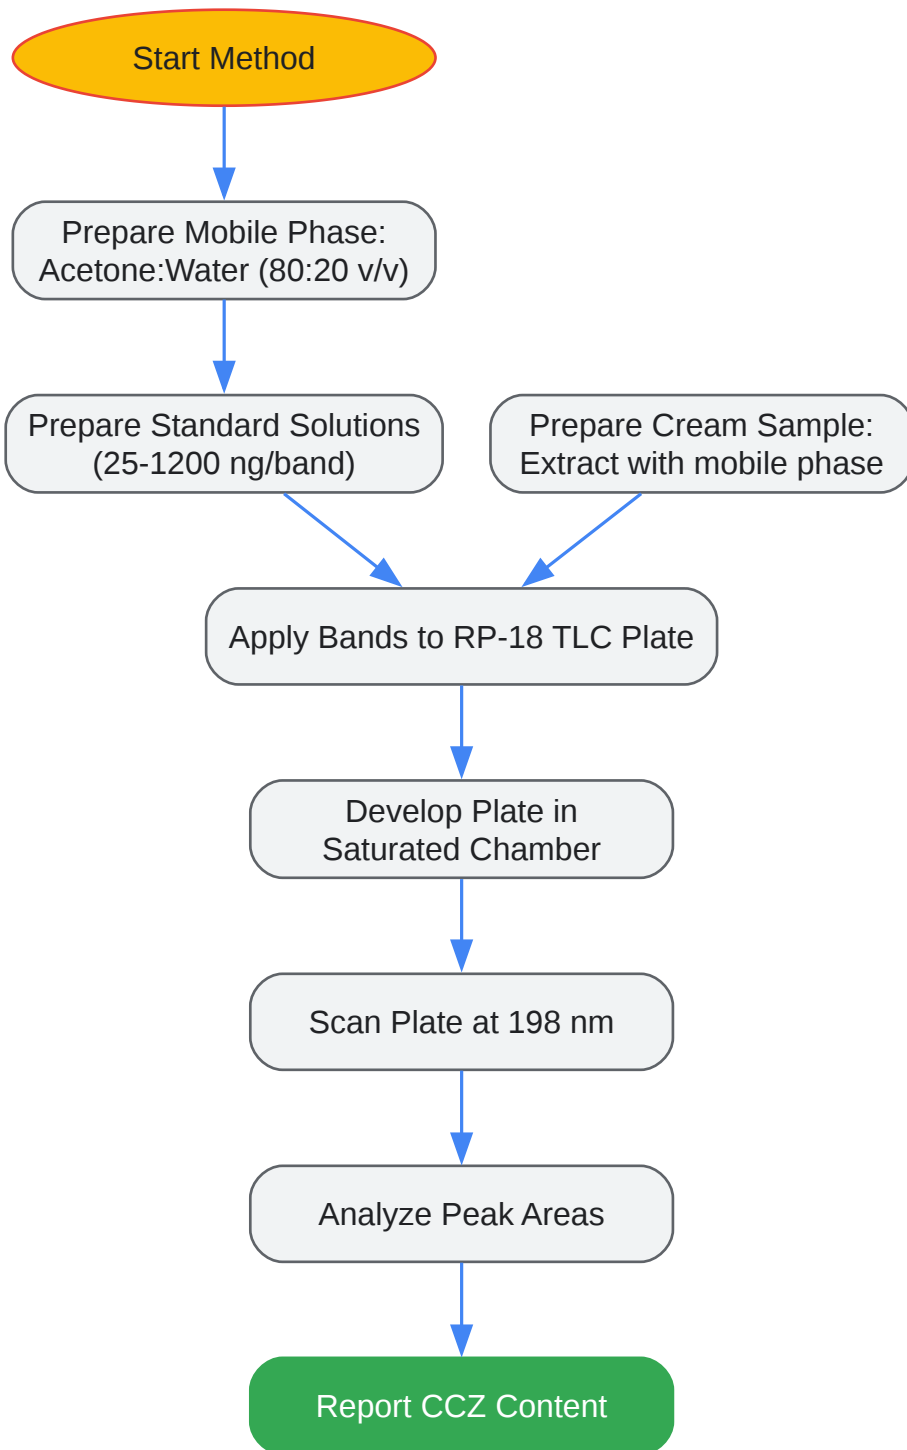 Start Method
Prepare Mobile Phase:
Acetone:Water (80:20 v/v)
Prepare Standard Solutions
(25-1200 ng/band)
Prepare Cream Sample:
Extract with mobile phase
Apply Bands to RP-18 TLC Plate
Develop Plate in
Saturated Chamber
Scan Plate at 198 nm
Analyze Peak Areas
Report CCZ Content